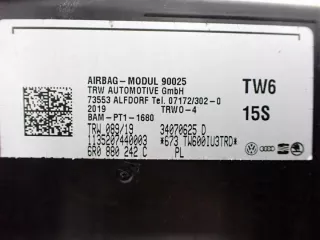 AIRBAG-MODUL 90025
TRW AUTOMOTIVE GmbH
73553 ALFDORF Tel. 07172/302-0
2019 TRWO-4
BAM-PT1-1680
TRW 089/19 34070625 D
1135207440003 *673 TW600IU3TRD*
6R0 880 242 C PL
TW6
15S